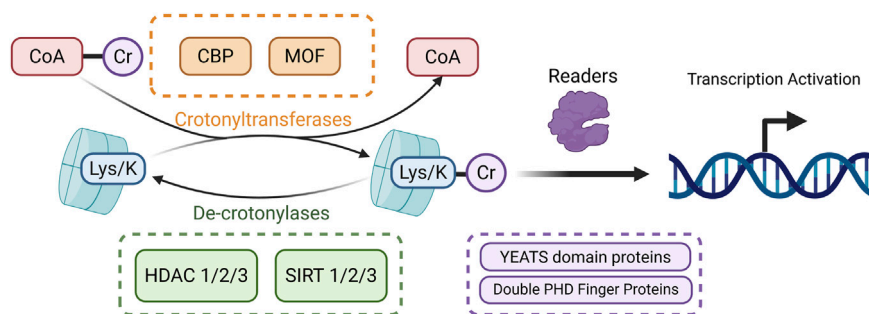 CoA
Cr
CBP
MOF
CoA
Readers
Transcription Activation
Crotonyltransferases
Lys/K
Lys/K
Cr
De-crotonylases
HDAC 1/2/3
SIRT 1/2/3
YEATS domain proteins
Double PHD Finger Proteins